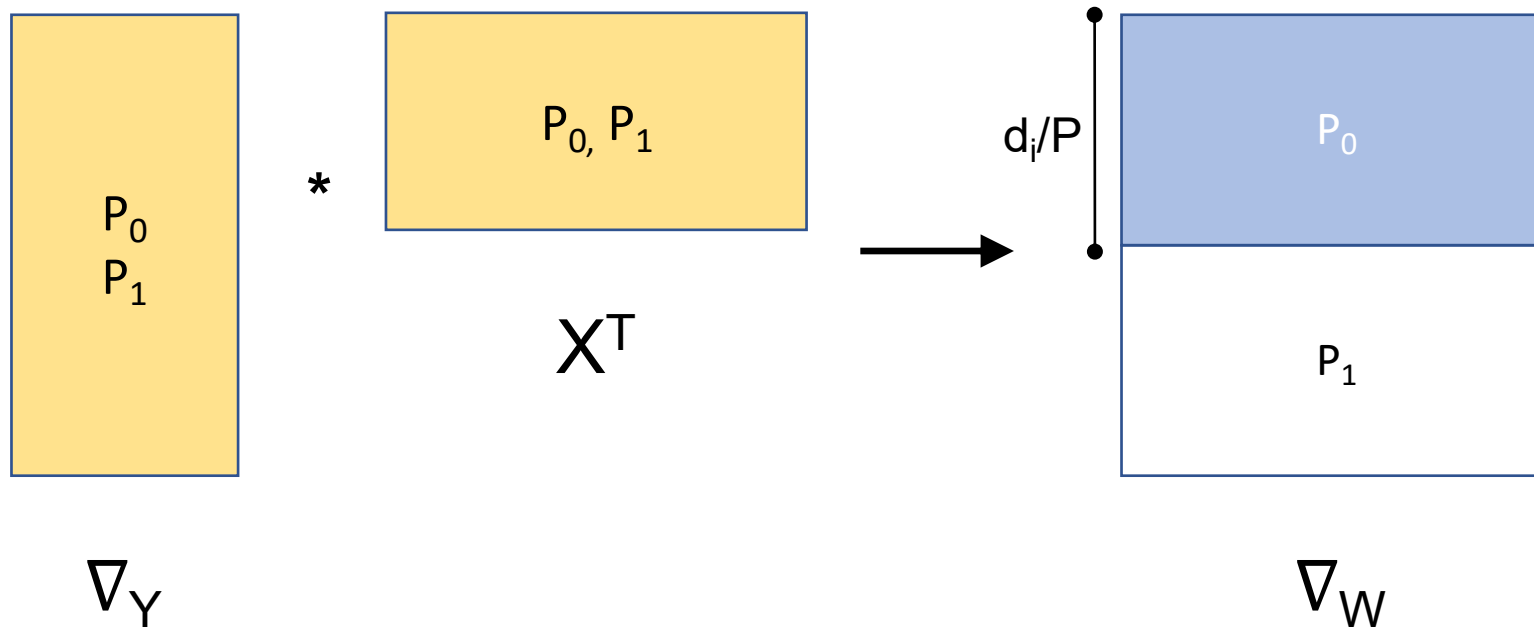 P₀
P₁
*
P₀, P₁
Xᵀ
dᵢ/P
P₀
P₁
∇Y
∇W